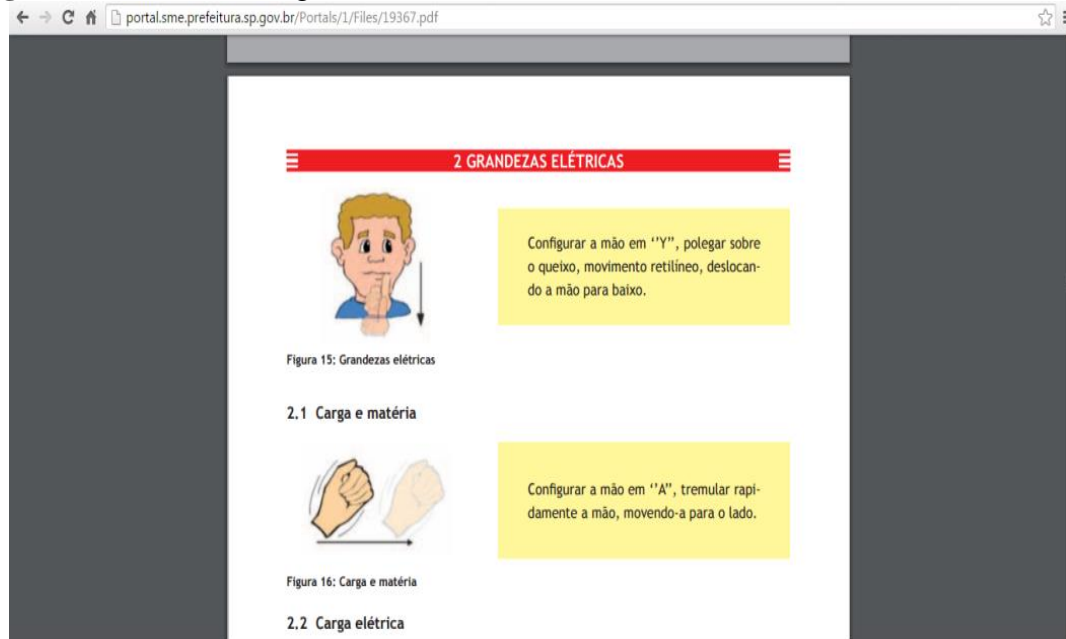 portal.sme.prefeitura.sp.gov.br/Portals/1/Files/19367.pdf
2 GRANDEZAS ELÉTRICAS
Configurar a mão em ‘’Y”, polegar sobre
o queixo, movimento retilíneo, deslocan-
do a mão para baixo.
Figura 15: Grandezas elétricas
2.1 Carga e matéria
Configurar a mão em ‘’A”, tremular rapi-
damente a mão, movendo-a para o lado.
Figura 16: Carga e matéria
2.2 Carga elétrica